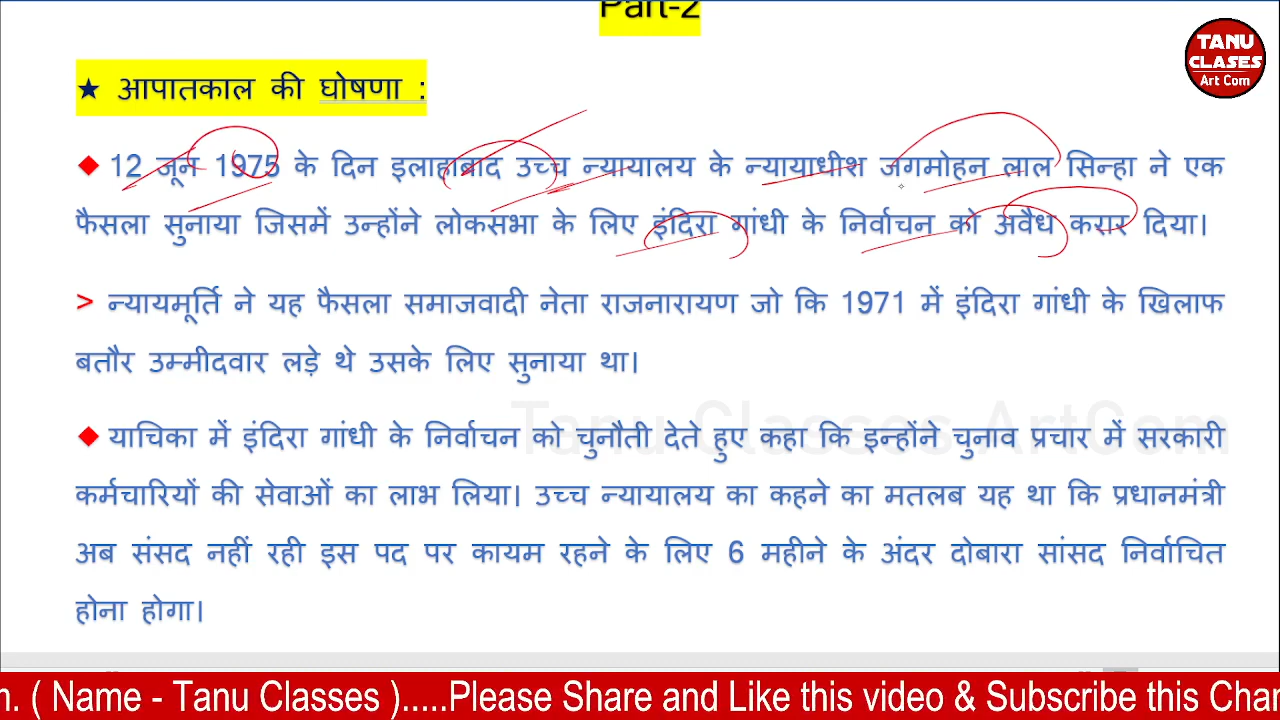 Part-2
TANU
CLASES
Art Com
★ आपातकाल की घोषणा :
◆ 12 जून 1975 के दिन इलाहाबाद उच्च न्यायालय के न्यायाधीश जगमोहन लाल सिन्हा ने एक
फैसला सुनाया जिसमें उन्होंने लोकसभा के लिए इंदिरा गांधी के निर्वाचन को अवैध करार दिया।
> न्यायमूर्ति ने यह फैसला समाजवादी नेता राजनारायण जो कि 1971 में इंदिरा गांधी के खिलाफ
बतौर उम्मीदवार लड़े थे उसके लिए सुनाया था।
Tanu Classes ArtCom
◆ याचिका में इंदिरा गांधी के निर्वाचन को चुनौती देते हुए कहा कि इन्होंने चुनाव प्रचार में सरकारी
कर्मचारियों की सेवाओं का लाभ लिया। उच्च न्यायालय का कहने का मतलब यह था कि प्रधानमंत्री
अब संसद नहीं रही इस पद पर कायम रहने के लिए 6 महीने के अंदर दोबारा सांसद निर्वाचित
होना होगा।
n. ( Name - Tanu Classes ).....Please Share and Like this video & Subscribe this Chan